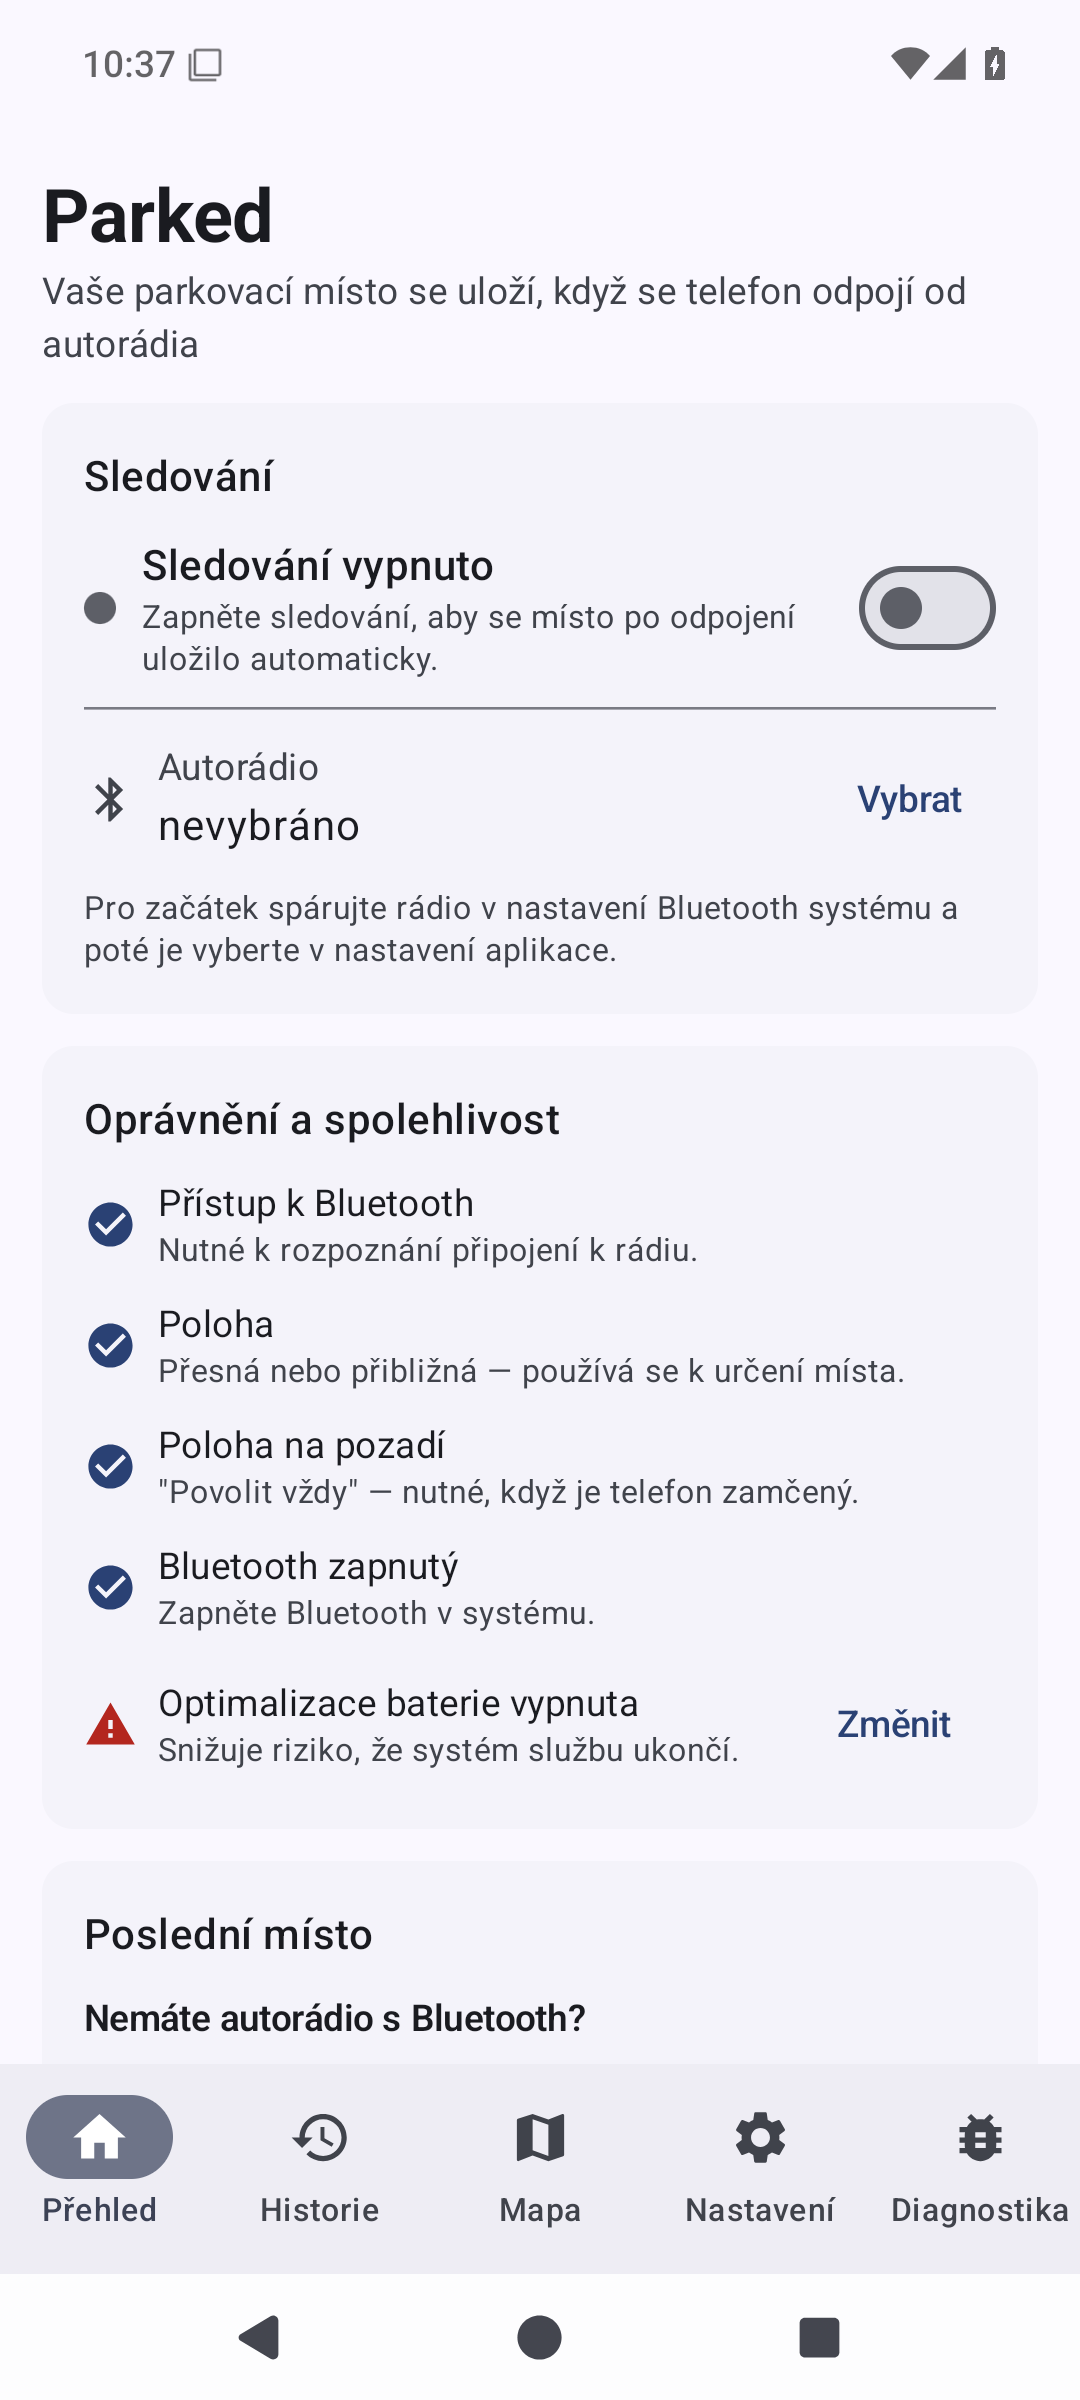 10:37
Parked
Vaše parkovací místo se uloží, když se telefon odpojí od
autorádia
Sledování
Sledování vypnuto
Zapněte sledování, aby se místo po odpojení
uložilo automaticky.
Autorádio
nevybráno
Vybrat
Pro začátek spárujte rádio v nastavení Bluetooth systému a
poté je vyberte v nastavení aplikace.
Oprávnění a spolehlivost
Přístup k Bluetooth
Nutné k rozpoznání připojení k rádiu.
Poloha
Přesná nebo přibližná — používá se k určení místa.
Poloha na pozadí
"Povolit vždy" — nutné, když je telefon zamčený.
Bluetooth zapnutý
Zapněte Bluetooth v systému.
Optimalizace baterie vypnuta
Snižuje riziko, že systém službu ukončí.
Změnit
Poslední místo
Nemáte autorádio s Bluetooth?
Přehled
Historie
Mapa
Nastavení
Diagnostika